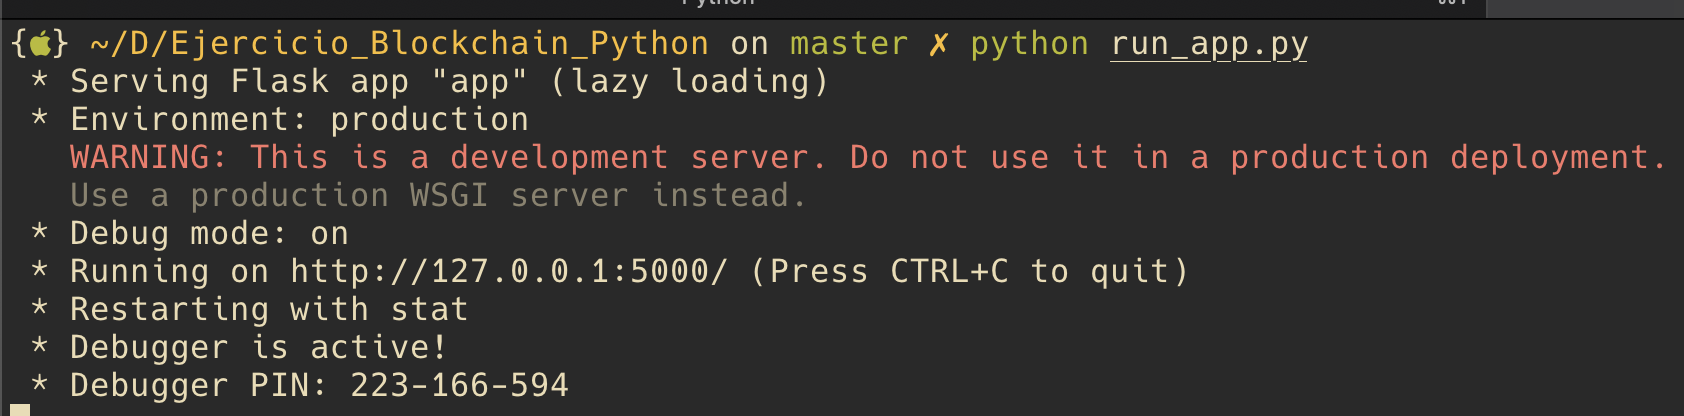 Python
{} ~/D/Ejercicio_Blockchain_Python on master ✗ python run_app.py
* Serving Flask app "app" (lazy loading)
* Environment: production
WARNING: This is a development server. Do not use it in a production deployment.
Use a production WSGI server instead.
* Debug mode: on
* Running on http://127.0.0.1:5000/ (Press CTRL+C to quit)
* Restarting with stat
* Debugger is active!
* Debugger PIN: 223-166-594